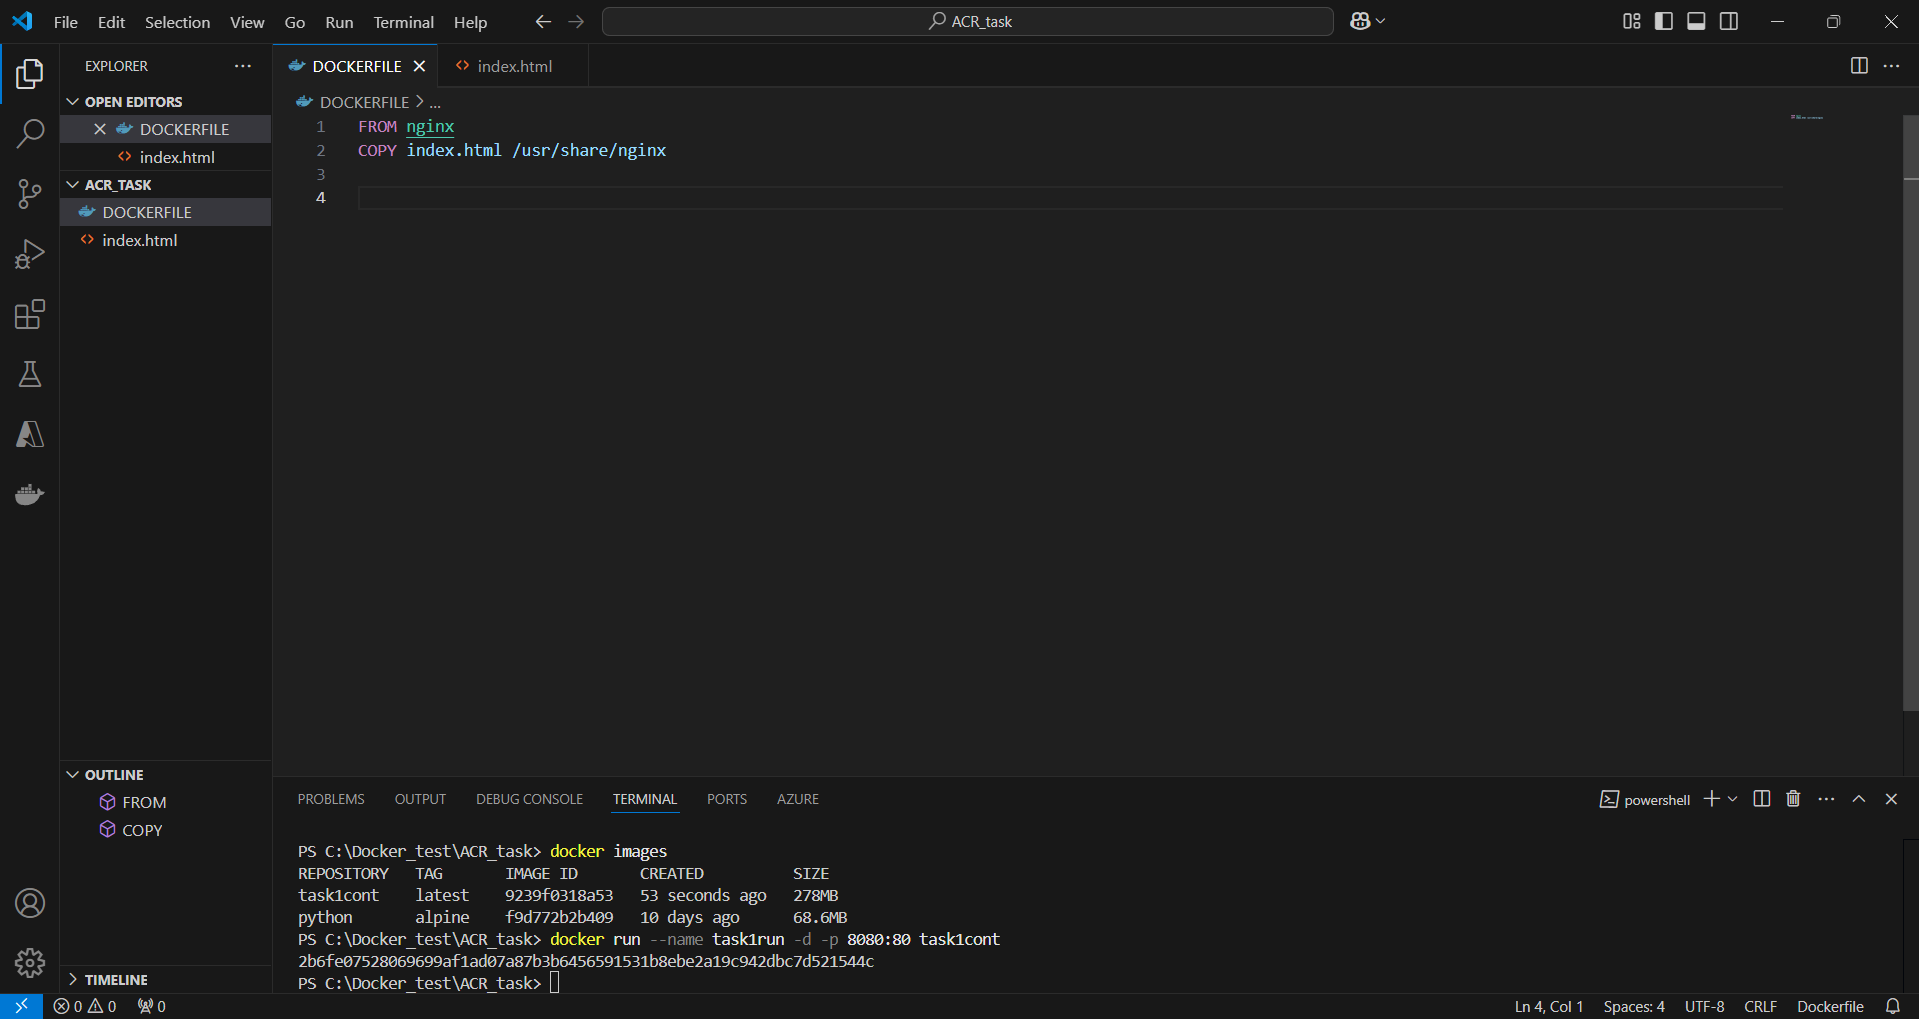 File Edit Selection View Go Run Terminal Help
ACR_task
EXPLORER
OPEN EDITORS
DOCKERFILE
index.html
ACR_TASK
DOCKERFILE
index.html
OUTLINE
FROM
COPY
TIMELINE
DOCKERFILE
index.html
DOCKERFILE > ...
1 FROM nginx
2 COPY index.html /usr/share/nginx
3
4
PROBLEMS OUTPUT DEBUG CONSOLE TERMINAL PORTS AZURE
powershell
PS C:\Docker_test\ACR_task> docker images
REPOSITORY TAG IMAGE ID CREATED SIZE
task1cont latest 9239f0318a53 53 seconds ago 278MB
python alpine f9d772b2b409 10 days ago 68.6MB
PS C:\Docker_test\ACR_task> docker run --name task1run -d -p 8080:80 task1cont
2b6fe07528069699af1ad07a87b3b6456591531b8ebe2a19c942dbc7d521544c
PS C:\Docker_test\ACR_task>
0 0 0
Ln 4, Col 1 Spaces: 4 UTF-8 CRLF Dockerfile